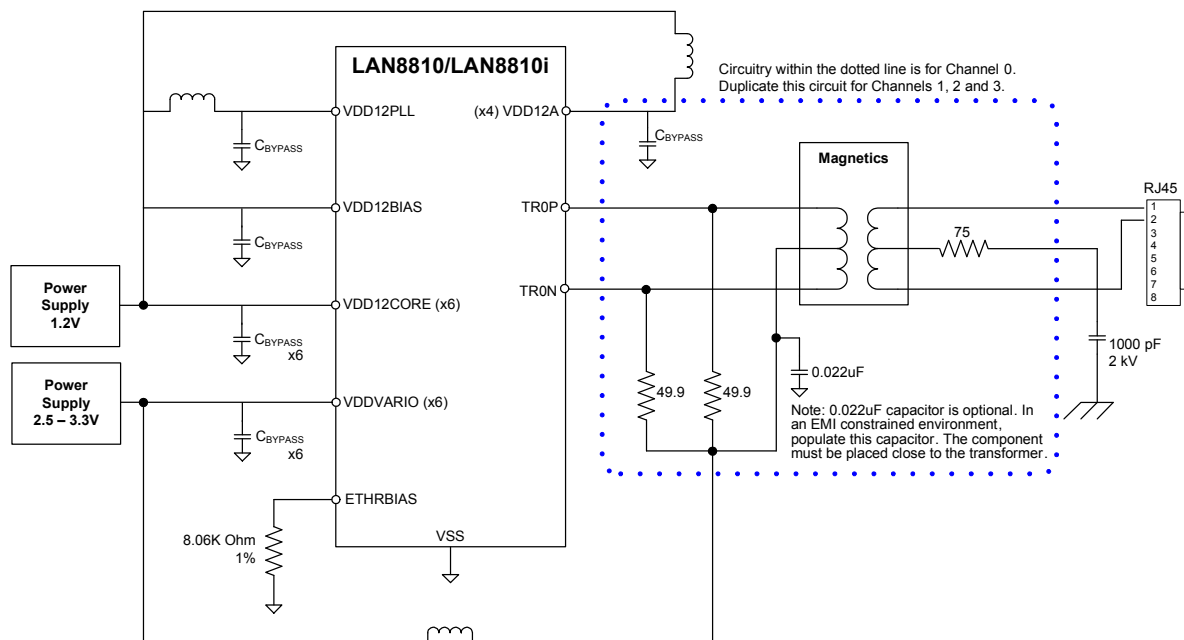 LAN8810/LAN8810i
Circuitry within the dotted line is for Channel 0.
Duplicate this circuit for Channels 1, 2 and 3.
VDD12PLL
(x4) VDD12A
CBYPASS
CBYPASS
Magnetics
RJ45
VDD12BIAS
TR0P
1
2
3
4
5
6
7
8
75
CBYPASS
Power
Supply
1.2V
VDD12CORE (x6)
TR0N
CBYPASS
x6
1000 pF
2 kV
Power
Supply
2.5 – 3.3V
0.022uF
49.9
49.9
VDDVARIO (x6)
CBYPASS
x6
Note: 0.022uF capacitor is optional. In
an EMI constrained environment,
populate this capacitor. The component
must be placed close to the transformer.
ETHRBIAS
8.06K Ohm
1%
VSS